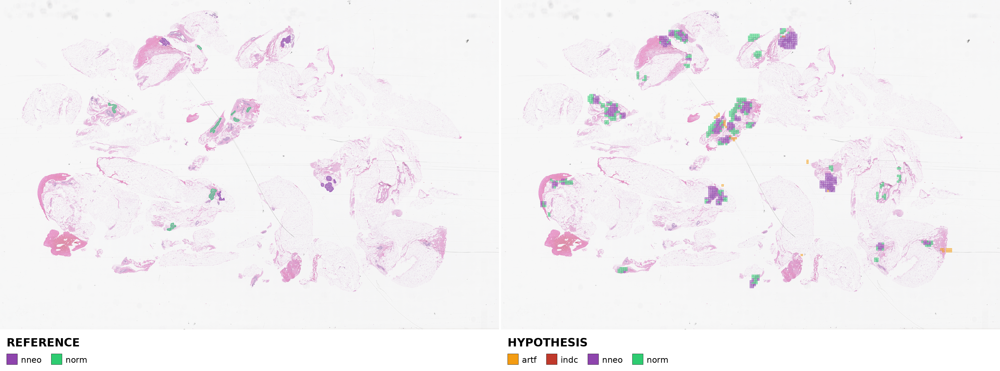 REFERENCE
nneo norm
HYPOTHESIS
artf indc nneo norm